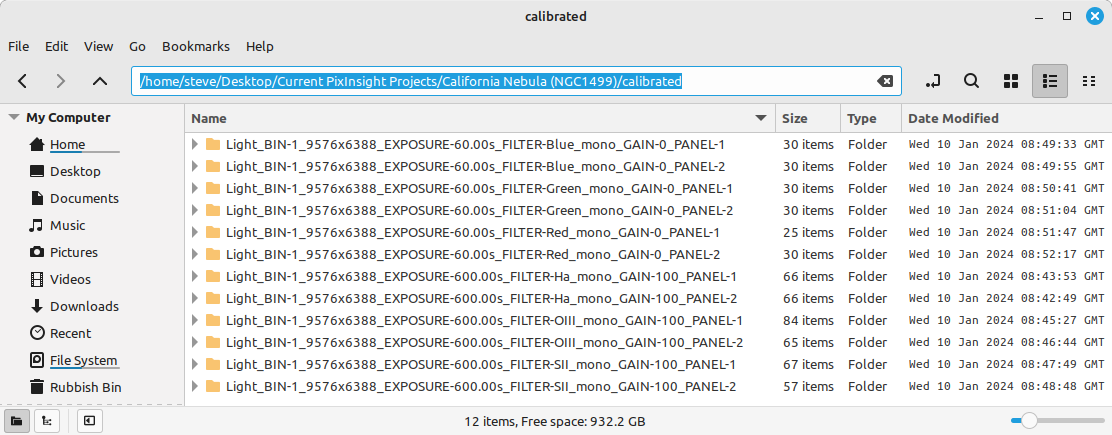 calibrated
File Edit View Go Bookmarks Help
/home/steve/Desktop/Current PixInsight Projects/California Nebula (NGC1499)/calibrated
My Computer
Home
Desktop
Documents
Music
Pictures
Videos
Downloads
Recent
File System
Rubbish Bin
Name Size Type Date Modified
Light_BIN-1_9576x6388_EXPOSURE-60.00s_FILTER-Blue_mono_GAIN-0_PANEL-1 30 items Folder Wed 10 Jan 2024 08:49:33 GMT
Light_BIN-1_9576x6388_EXPOSURE-60.00s_FILTER-Blue_mono_GAIN-0_PANEL-2 30 items Folder Wed 10 Jan 2024 08:49:55 GMT
Light_BIN-1_9576x6388_EXPOSURE-60.00s_FILTER-Green_mono_GAIN-0_PANEL-1 30 items Folder Wed 10 Jan 2024 08:50:41 GMT
Light_BIN-1_9576x6388_EXPOSURE-60.00s_FILTER-Green_mono_GAIN-0_PANEL-2 30 items Folder Wed 10 Jan 2024 08:51:04 GMT
Light_BIN-1_9576x6388_EXPOSURE-60.00s_FILTER-Red_mono_GAIN-0_PANEL-1 25 items Folder Wed 10 Jan 2024 08:51:47 GMT
Light_BIN-1_9576x6388_EXPOSURE-60.00s_FILTER-Red_mono_GAIN-0_PANEL-2 30 items Folder Wed 10 Jan 2024 08:52:17 GMT
Light_BIN-1_9576x6388_EXPOSURE-600.00s_FILTER-Ha_mono_GAIN-100_PANEL-1 66 items Folder Wed 10 Jan 2024 08:43:53 GMT
Light_BIN-1_9576x6388_EXPOSURE-600.00s_FILTER-Ha_mono_GAIN-100_PANEL-2 66 items Folder Wed 10 Jan 2024 08:42:49 GMT
Light_BIN-1_9576x6388_EXPOSURE-600.00s_FILTER-OIII_mono_GAIN-100_PANEL-1 84 items Folder Wed 10 Jan 2024 08:45:27 GMT
Light_BIN-1_9576x6388_EXPOSURE-600.00s_FILTER-OIII_mono_GAIN-100_PANEL-2 65 items Folder Wed 10 Jan 2024 08:46:44 GMT
Light_BIN-1_9576x6388_EXPOSURE-600.00s_FILTER-SII_mono_GAIN-100_PANEL-1 67 items Folder Wed 10 Jan 2024 08:47:49 GMT
Light_BIN-1_9576x6388_EXPOSURE-600.00s_FILTER-SII_mono_GAIN-100_PANEL-2 57 items Folder Wed 10 Jan 2024 08:48:48 GMT
12 items, Free space: 932.2 GB